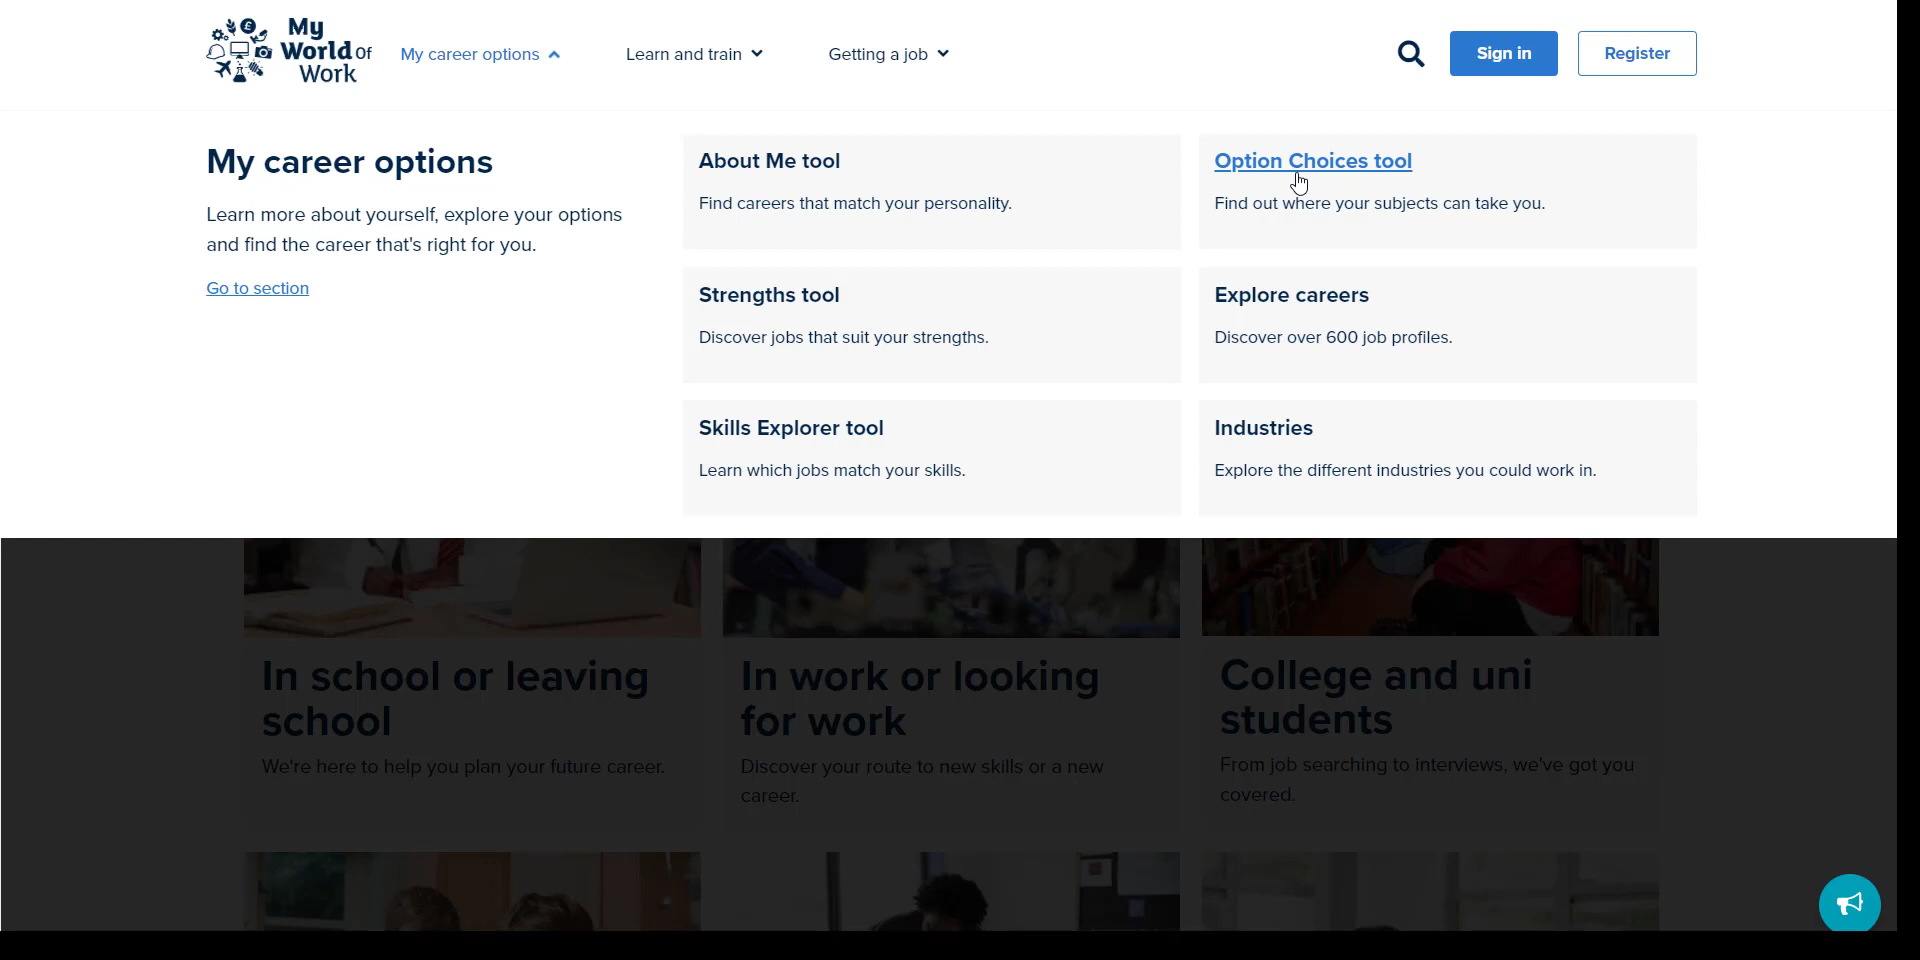 My
World Of
Work
My career options
Learn and train
Getting a job
Sign in
Register
My career options
Learn more about yourself, explore your options
and find the career that's right for you.
Go to section
About Me tool
Find careers that match your personality.
Option Choices tool
Find out where your subjects can take you.
Strengths tool
Discover jobs that suit your strengths.
Explore careers
Discover over 600 job profiles.
Skills Explorer tool
Learn which jobs match your skills.
Industries
Explore the different industries you could work in.
In school or leaving
school
We're here to help you plan your future career.
In work or looking
for work
Discover your route to new skills or a new
career.
College and uni
students
From job searching to interviews, we've got you
covered.